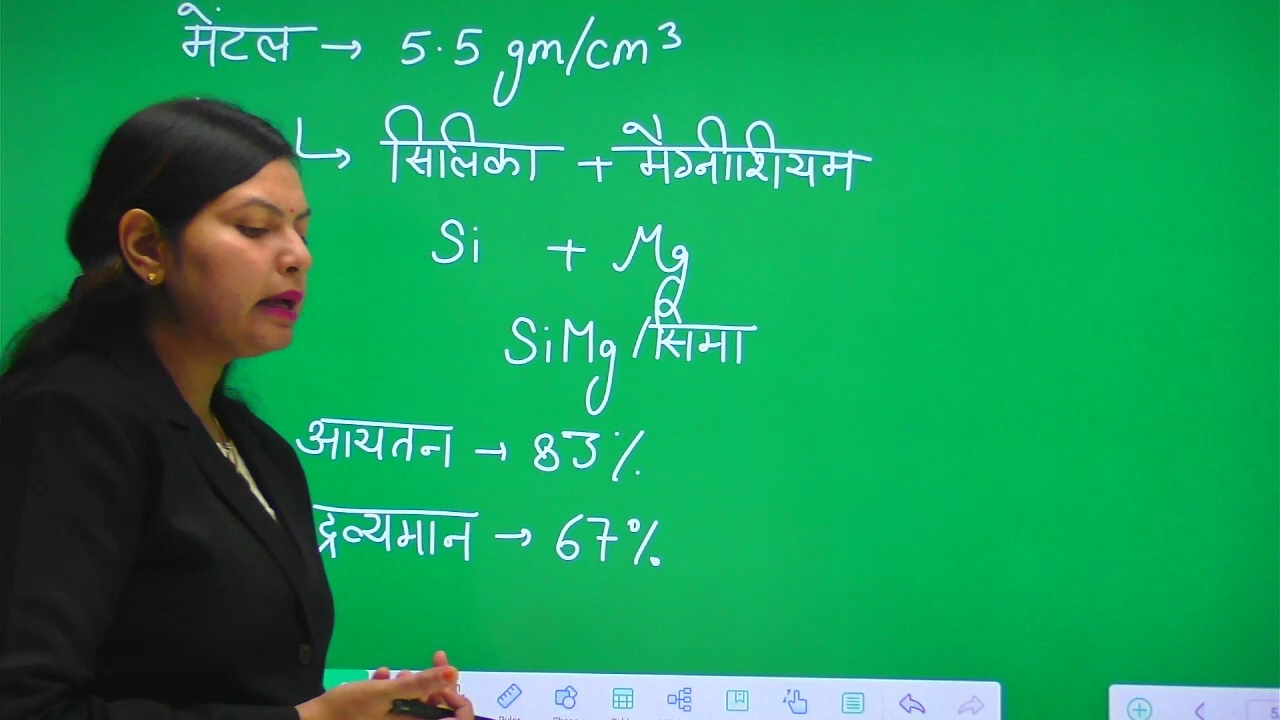 मेंटल → 5.5 gm/cm³
↳ सिलिका + मैग्नीशियम
Si + Mg
SiMg/सिमा
आयतन → 83%
द्रव्यमान → 67%